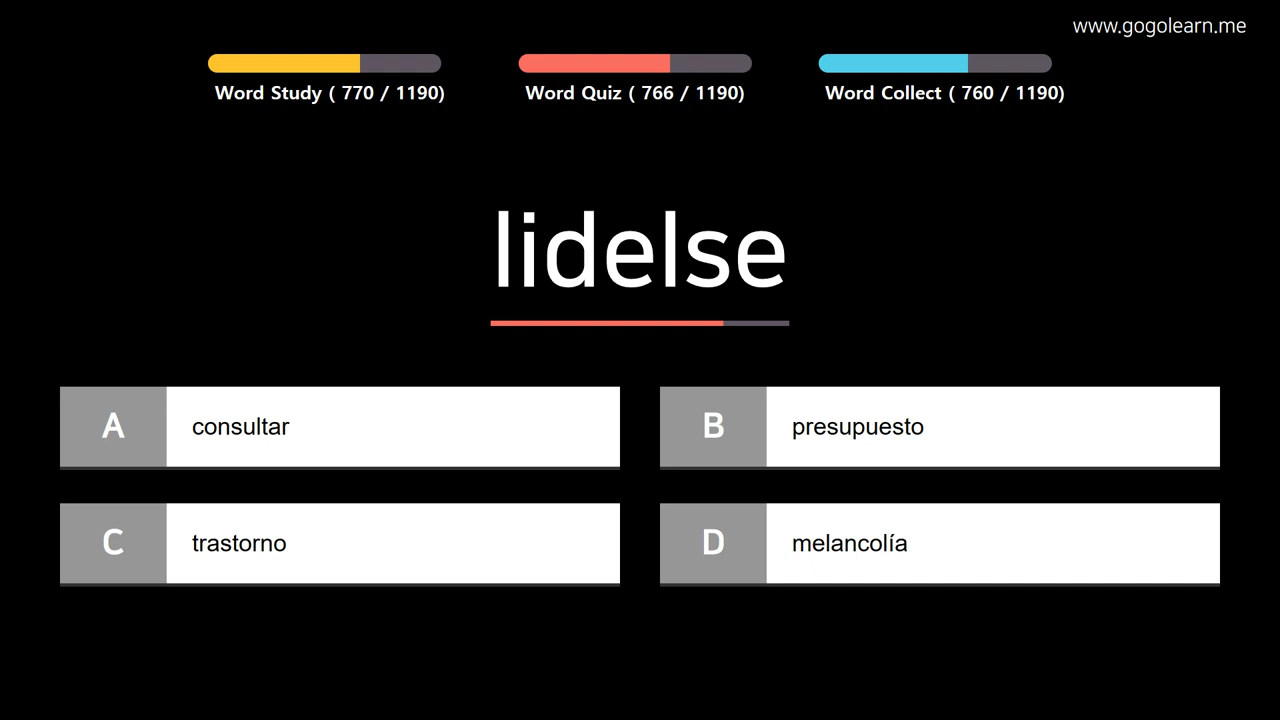 www.gogolearn.me
Word Study ( 770 / 1190)
Word Quiz ( 766 / 1190)
Word Collect ( 760 / 1190)
lidelse
A consultar
B presupuesto
C trastorno
D melancolía